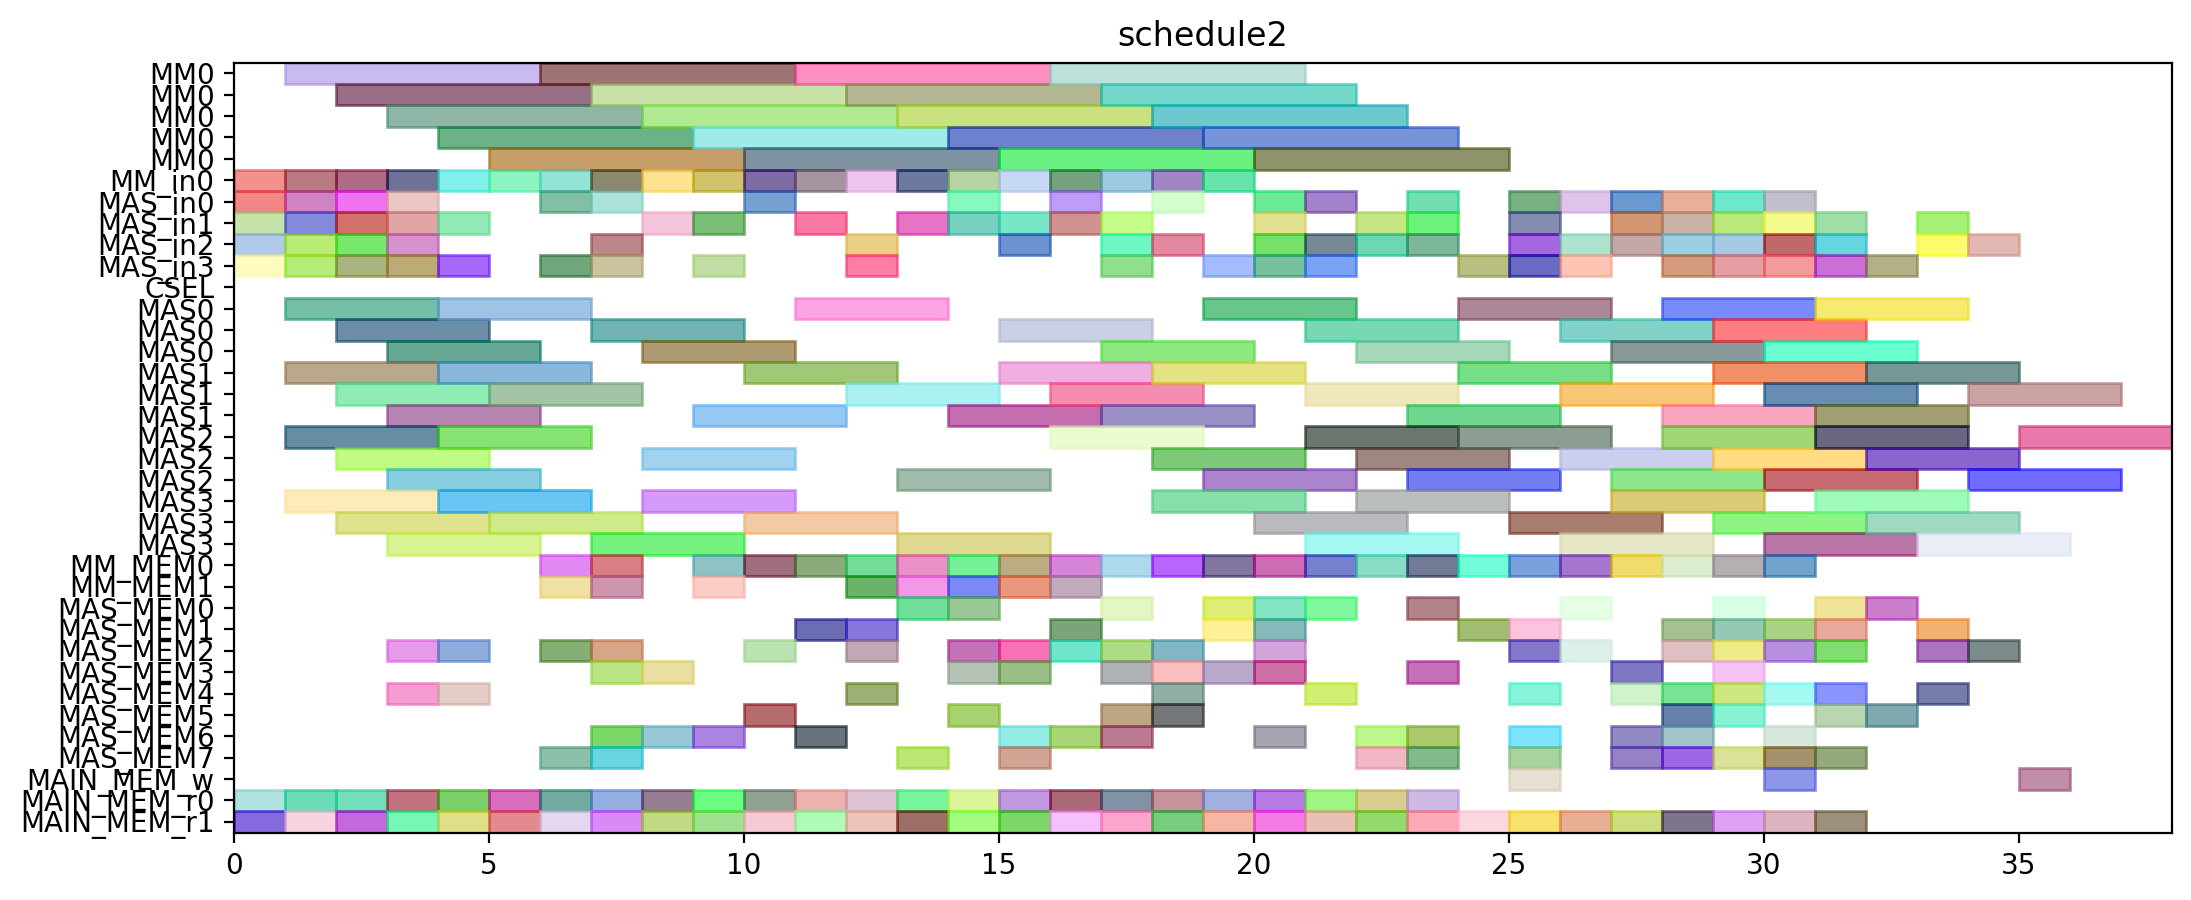 schedule2
MM0
MM0
MM0
MM0
MM0
MM_in0
MAS_in0
MAS_in1
MAS_in2
MAS_in3
CSEL
MAS0
MAS0
MAS0
MAS1
MAS1
MAS1
MAS2
MAS2
MAS2
MAS3
MAS3
MAS3
MM_MEM0
MM_MEM1
MAS_MEM0
MAS_MEM1
MAS_MEM2
MAS_MEM3
MAS_MEM4
MAS_MEM5
MAS_MEM6
MAS_MEM7
MAIN_MEM_w
MAIN_MEM_r0
MAIN_MEM_r1
0 5 10 15 20 25 30 35